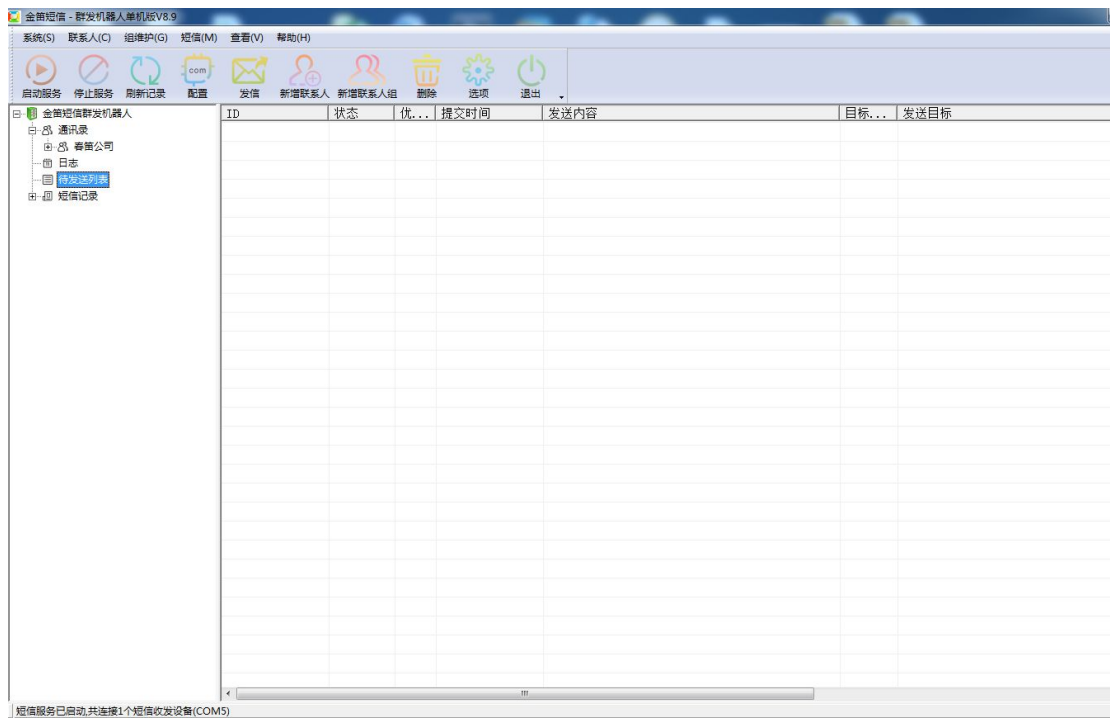 金笛短信 - 群发机器人单机版V8.9
系统(S) 联系人(C) 组维护(G) 短信(M) 查看(V) 帮助(H)
com
启动服务 停止服务 刷新记录 配置 发信 新增联系人 新增联系人组 删除 选项 退出
金笛短信群发机器人
通讯录
春笛公司
日志
待发送列表
短信记录
ID 状态 优... 提交时间 发送内容 目标... 发送目标
短信服务已启动,共连接1个短信收发设备(COM5)